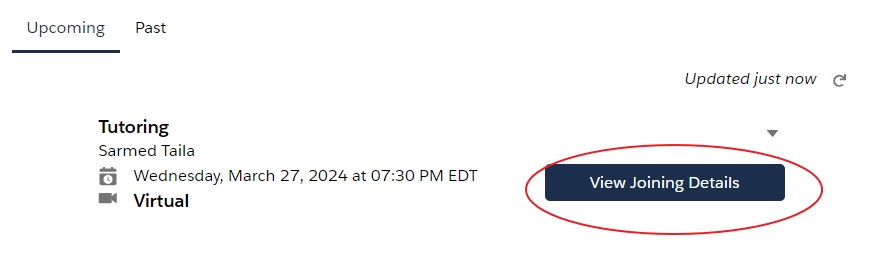 Upcoming Past
Updated just now
Tutoring
Sarmed Taila
Wednesday, March 27, 2024 at 07:30 PM EDT
View Joining Details
Virtual